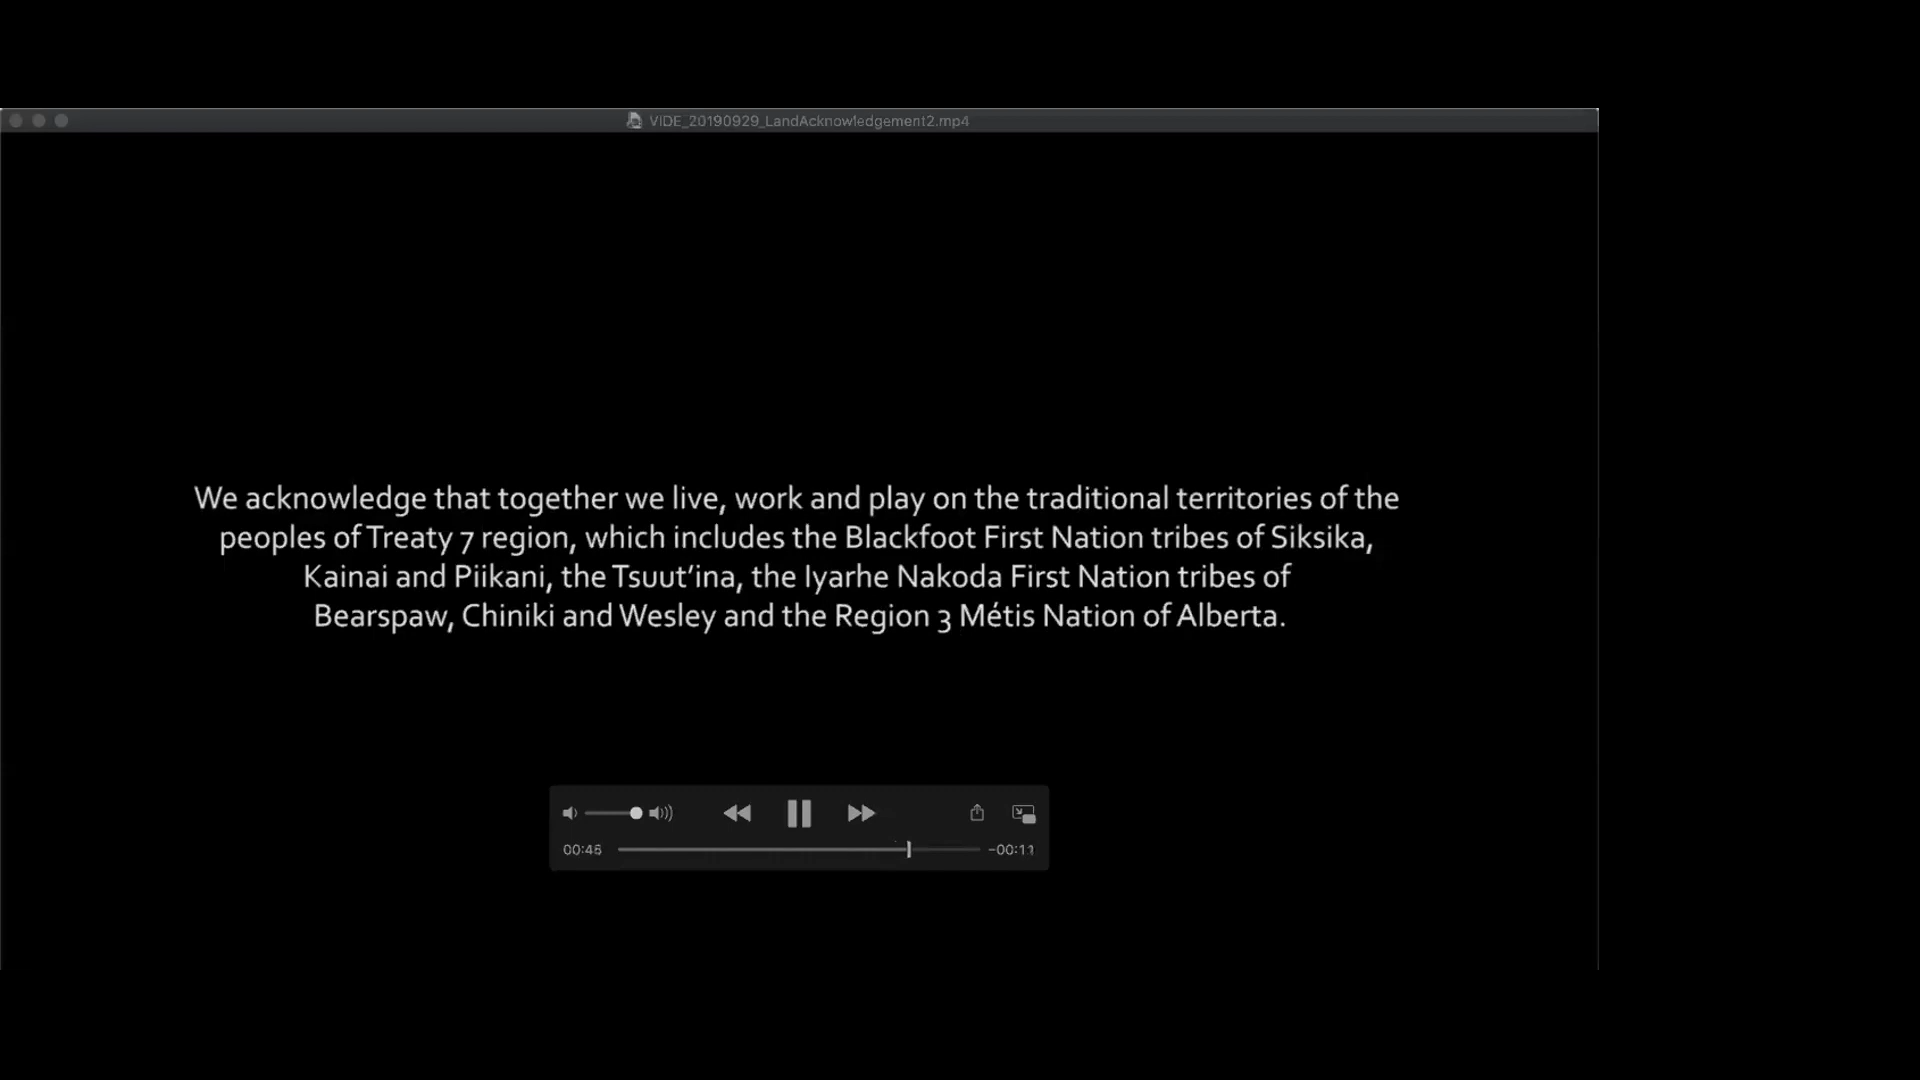 VIDE_20190929_LandAcknowledgement2.mp4
We acknowledge that together we live, work and play on the traditional territories of the
peoples of Treaty 7 region, which includes the Blackfoot First Nation tribes of Siksika,
Kainai and Piikani, the Tsuut’ina, the Iyarhe Nakoda First Nation tribes of
Bearspaw, Chiniki and Wesley and the Region 3 Métis Nation of Alberta.
00:45 -00:11